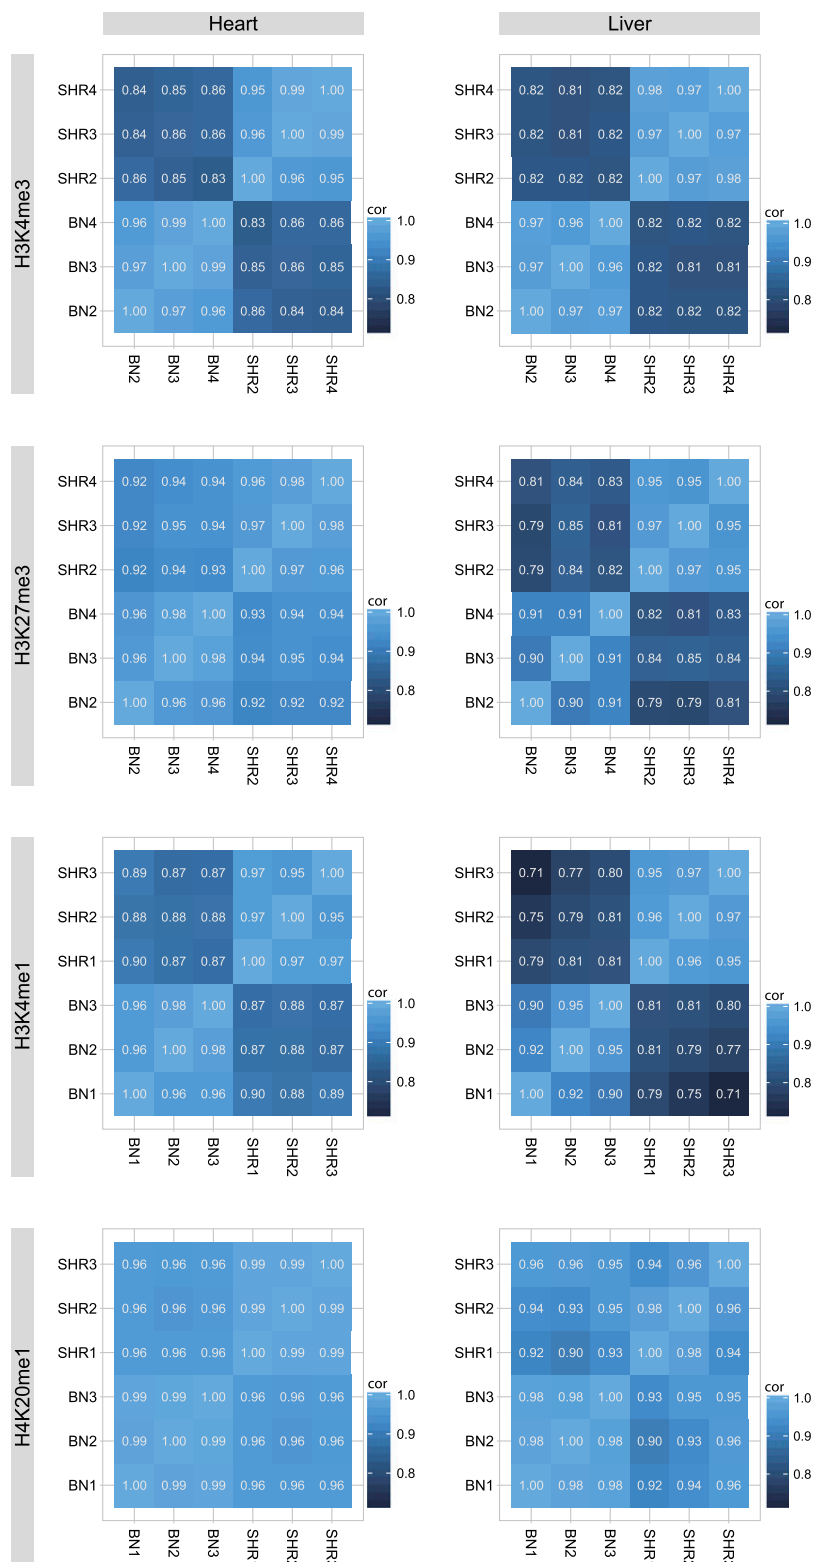 Heart Liver
H3K4me3
SHR4 0.84 0.85 0.86 0.95 0.99 1.00 SHR4 0.82 0.81 0.82 0.98 0.97 1.00
SHR3 0.84 0.86 0.86 0.96 1.00 0.99 SHR3 0.82 0.81 0.82 0.97 1.00 0.97
SHR2 0.86 0.85 0.83 1.00 0.96 0.95 SHR2 0.82 0.82 0.82 1.00 0.97 0.98
cor cor
BN4 0.96 0.99 1.00 0.83 0.86 0.86 1.0 BN4 0.97 0.96 1.00 0.82 0.82 0.82 1.0
BN3 0.97 1.00 0.99 0.85 0.86 0.85 0.9 BN3 0.97 1.00 0.96 0.82 0.81 0.81 0.9
BN2 1.00 0.97 0.96 0.86 0.84 0.84 0.8 BN2 1.00 0.97 0.97 0.82 0.82 0.82 0.8
BN2 BN3 BN4 SHR2 SHR3 SHR4 BN2 BN3 BN4 SHR2 SHR3 SHR4
H3K27me3
SHR4 0.92 0.94 0.94 0.96 0.98 1.00 SHR4 0.81 0.84 0.83 0.95 0.95 1.00
SHR3 0.92 0.95 0.94 0.97 1.00 0.98 SHR3 0.79 0.85 0.81 0.97 1.00 0.95
SHR2 0.92 0.94 0.93 1.00 0.97 0.96 SHR2 0.79 0.84 0.82 1.00 0.97 0.95
cor cor
BN4 0.96 0.98 1.00 0.93 0.94 0.94 1.0 BN4 0.91 0.91 1.00 0.82 0.81 0.83 1.0
BN3 0.96 1.00 0.98 0.94 0.95 0.94 0.9 BN3 0.90 1.00 0.91 0.84 0.85 0.84 0.9
BN2 1.00 0.96 0.96 0.92 0.92 0.92 0.8 BN2 1.00 0.90 0.91 0.79 0.79 0.81 0.8
BN2 BN3 BN4 SHR2 SHR3 SHR4 BN2 BN3 BN4 SHR2 SHR3 SHR4
H3K4me1
SHR3 0.89 0.87 0.87 0.97 0.95 1.00 SHR3 0.71 0.77 0.80 0.95 0.97 1.00
SHR2 0.88 0.88 0.88 0.97 1.00 0.95 SHR2 0.75 0.79 0.81 0.96 1.00 0.97
SHR1 0.90 0.87 0.87 1.00 0.97 0.97 SHR1 0.79 0.81 0.81 1.00 0.96 0.95
cor cor
BN3 0.96 0.98 1.00 0.87 0.88 0.87 1.0 BN3 0.90 0.95 1.00 0.81 0.81 0.80 1.0
BN2 0.96 1.00 0.98 0.87 0.88 0.87 0.9 BN2 0.92 1.00 0.95 0.81 0.79 0.77 0.9
BN1 1.00 0.96 0.96 0.90 0.88 0.89 0.8 BN1 1.00 0.92 0.90 0.79 0.75 0.71 0.8
BN1 BN2 BN3 SHR1 SHR2 SHR3 BN1 BN2 BN3 SHR1 SHR2 SHR3
H4K20me1
SHR3 0.96 0.96 0.96 0.99 0.99 1.00 SHR3 0.96 0.96 0.95 0.94 0.96 1.00
SHR2 0.96 0.96 0.96 0.99 1.00 0.99 SHR2 0.94 0.93 0.95 0.98 1.00 0.96
SHR1 0.96 0.96 0.96 1.00 0.99 0.99 SHR1 0.92 0.90 0.93 1.00 0.98 0.94
cor cor
BN3 0.99 0.99 1.00 0.96 0.96 0.96 1.0 BN3 0.98 0.98 1.00 0.93 0.95 0.95 1.0
BN2 0.99 1.00 0.99 0.96 0.96 0.96 0.9 BN2 0.98 1.00 0.98 0.90 0.93 0.96 0.9
BN1 1.00 0.99 0.99 0.96 0.96 0.96 0.8 BN1 1.00 0.98 0.98 0.92 0.94 0.96 0.8
BN1 BN2 BN3 SHR SHR SHR BN1 BN2 BN3 SHR SHR SHR